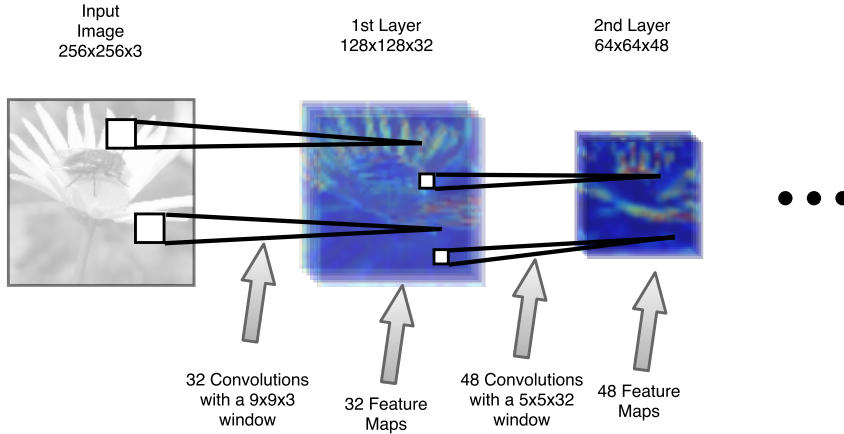 Input
Image
256x256x3
1st Layer
128x128x32
2nd Layer
64x64x48
32 Convolutions
with a 9x9x3
window
32 Feature
Maps
48 Convolutions
with a 5x5x32
window
48 Feature
Maps